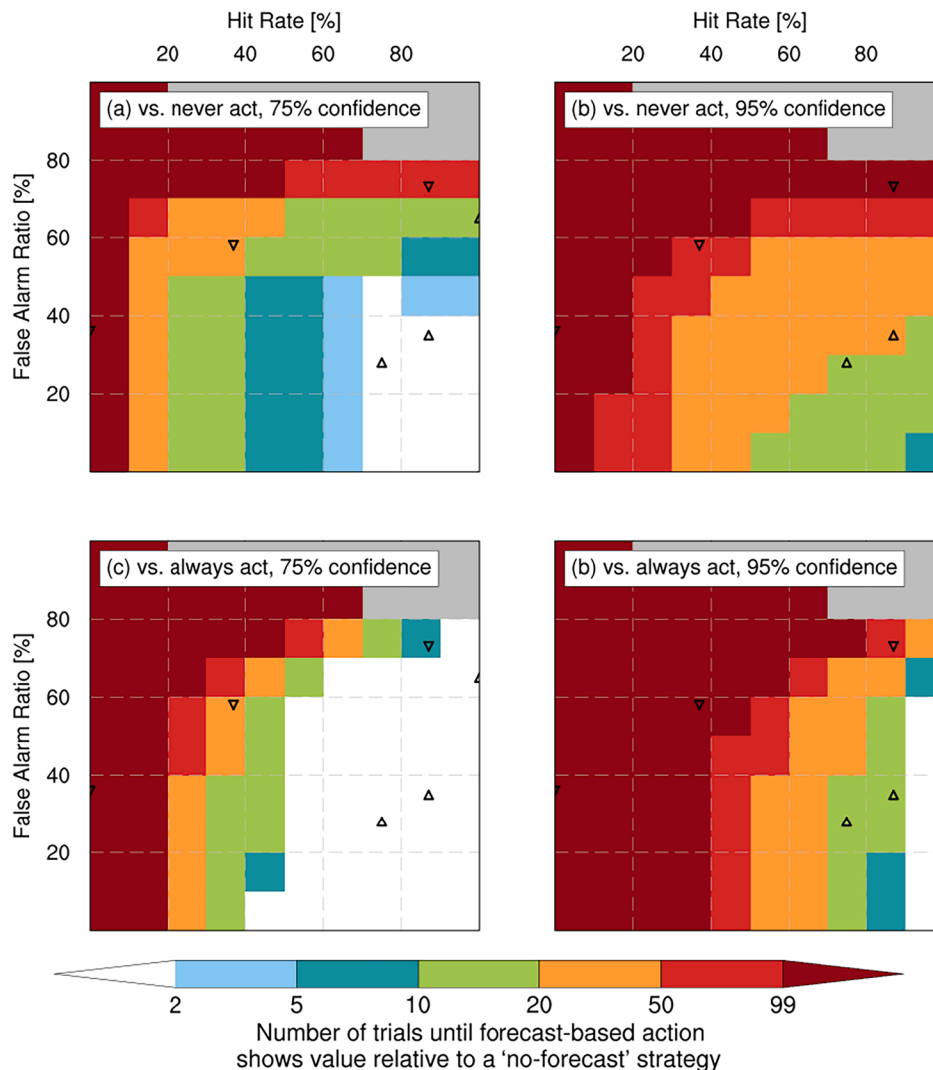 Hit Rate [%]
Hit Rate [%]
20 40 60 80
20 40 60 80
False Alarm Ratio [%]
(a) vs. never act, 75% confidence
80
60
40
20
(b) vs. never act, 95% confidence
False Alarm Ratio [%]
(c) vs. always act, 75% confidence
80
60
40
20
(b) vs. always act, 95% confidence
2 5 10 20 50 99
Number of trials until forecast-based action
shows value relative to a ‘no-forecast’ strategy